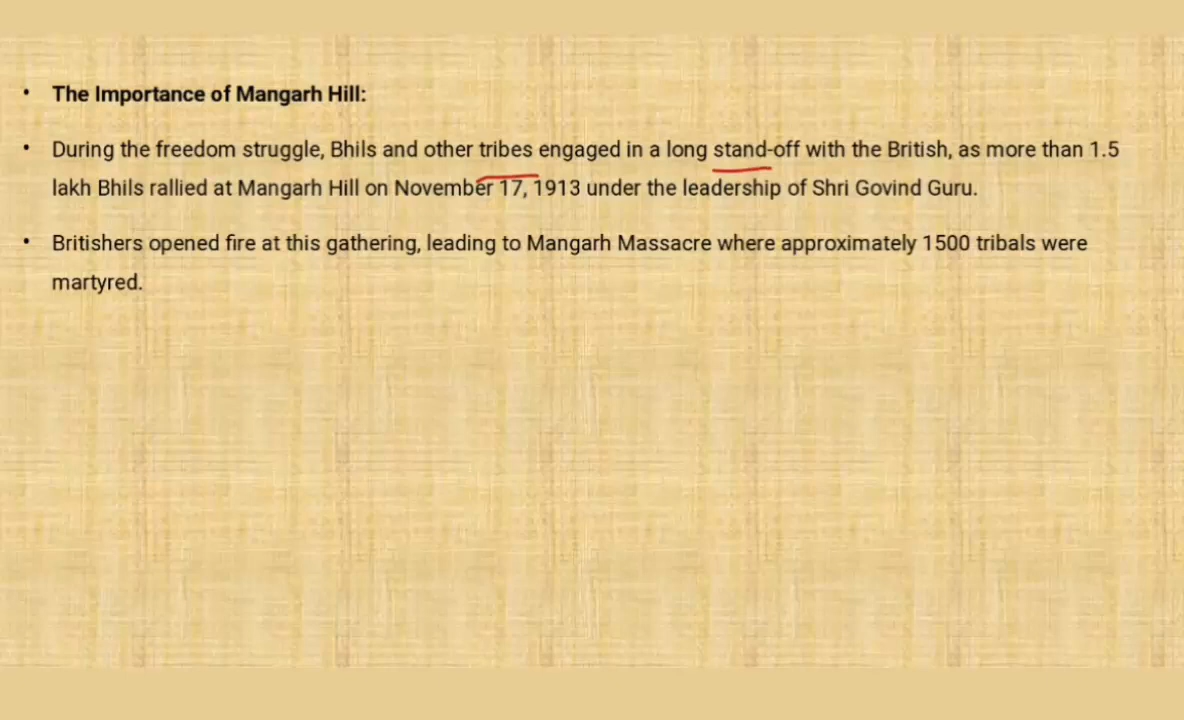 • The Importance of Mangarh Hill:
• During the freedom struggle, Bhils and other tribes engaged in a long stand-off with the British, as more than 1.5
lakh Bhils rallied at Mangarh Hill on November 17, 1913 under the leadership of Shri Govind Guru.
• Britishers opened fire at this gathering, leading to Mangarh Massacre where approximately 1500 tribals were
martyred.